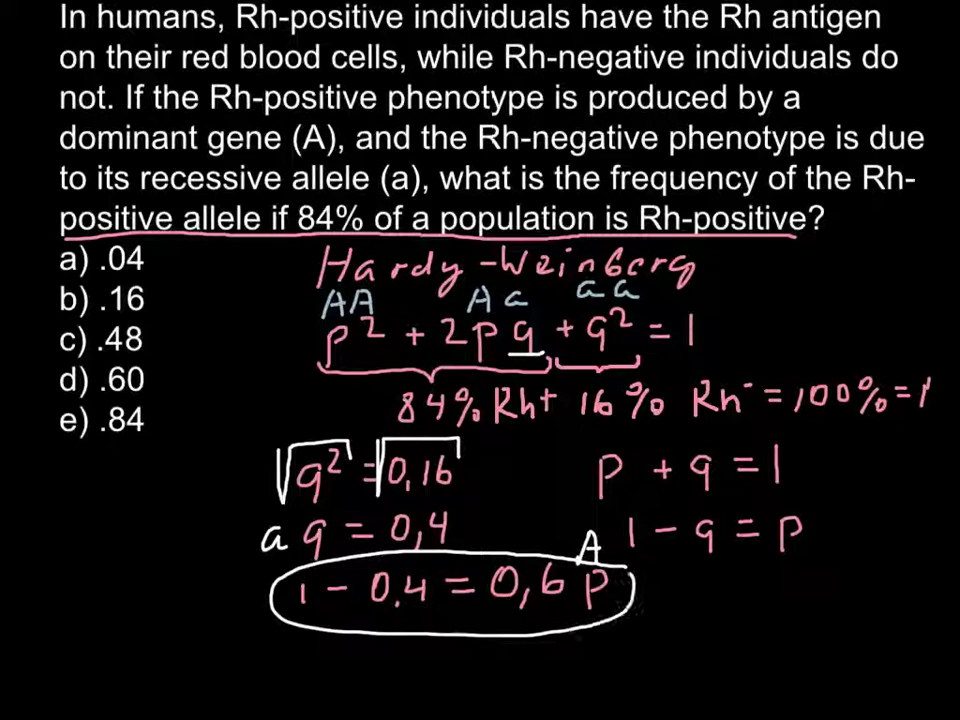 In humans, Rh-positive individuals have the Rh antigen
on their red blood cells, while Rh-negative individuals do
not. If the Rh-positive phenotype is produced by a
dominant gene (A), and the Rh-negative phenotype is due
to its recessive allele (a), what is the frequency of the Rh-
positive allele if 84% of a population is Rh-positive?
a) .04
b) .16
c) .48
d) .60
e) .84
Hardy-Weinberg
AA Aa aa
p² + 2pq + q² = 1
84% Rh+ 16% Rh⁻ = 100% = 1
√q² = √0,16
a q = 0,4
1 - 0.4 = 0,6 p
p + q = 1
A 1 - q = p